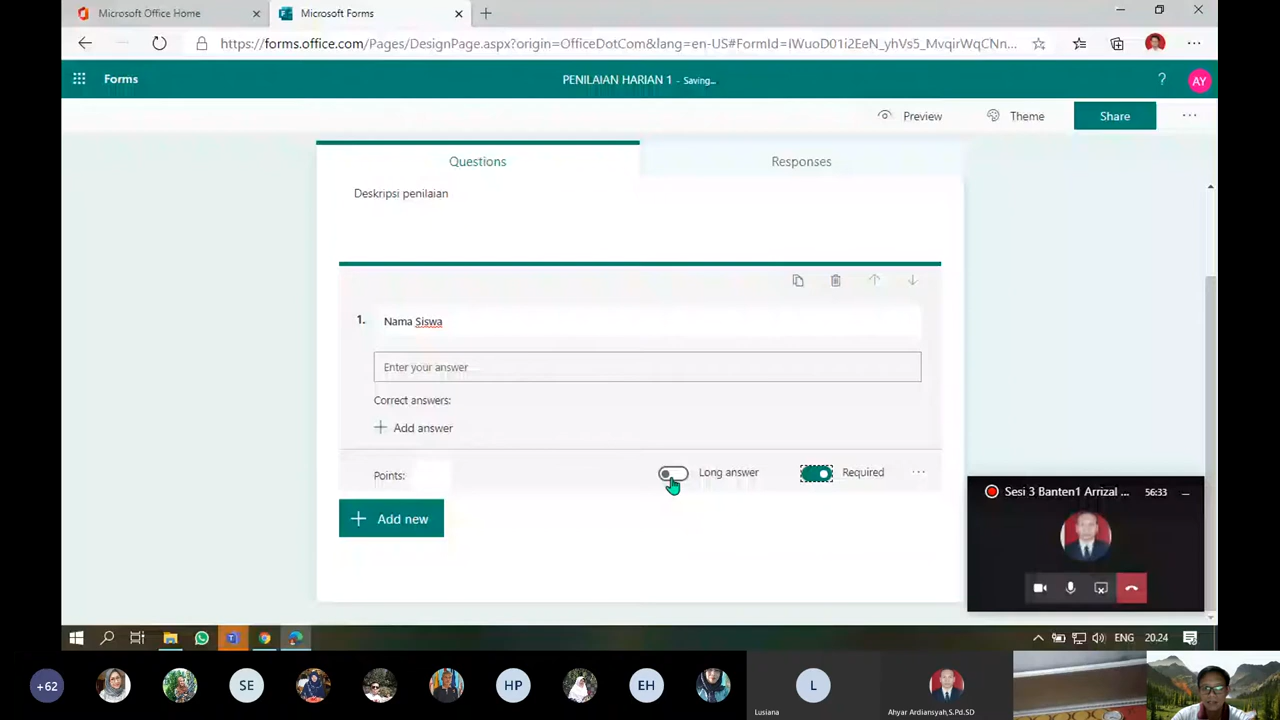 Microsoft Office Home
Microsoft Forms
https://forms.office.com/Pages/DesignPage.aspx?origin=OfficeDotCom&lang=en-US#FormId=IWuoD01i2EeN_yhVs5_MvqirWqCNn...
Forms
PENILAIAN HARIAN 1 - Saving...
?
AY
Preview
Theme
Share
Questions
Responses
Deskripsi penilaian
1.
Nama Siswa
Enter your answer
Correct answers:
+ Add answer
Points:
Long answer
Required
+ Add new
Sesi 3 Banten1 Arrizal ...
56:33
ENG
20.24
+62
SE
HP
EH
L
Lusiana
Ahyar Ardiansyah,S.Pd.SD